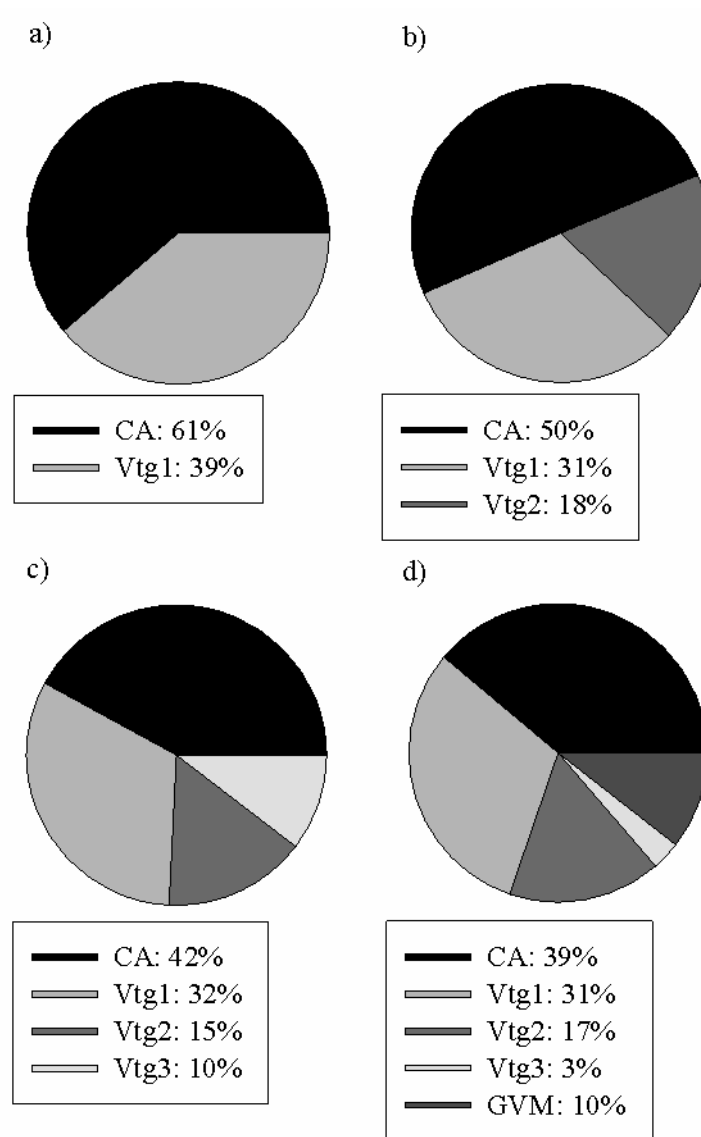 a)
CA: 61%
Vtg1: 39%
b)
CA: 50%
Vtg1: 31%
Vtg2: 18%
c)
CA: 42%
Vtg1: 32%
Vtg2: 15%
Vtg3: 10%
d)
CA: 39%
Vtg1: 31%
Vtg2: 17%
Vtg3: 3%
GVM: 10%